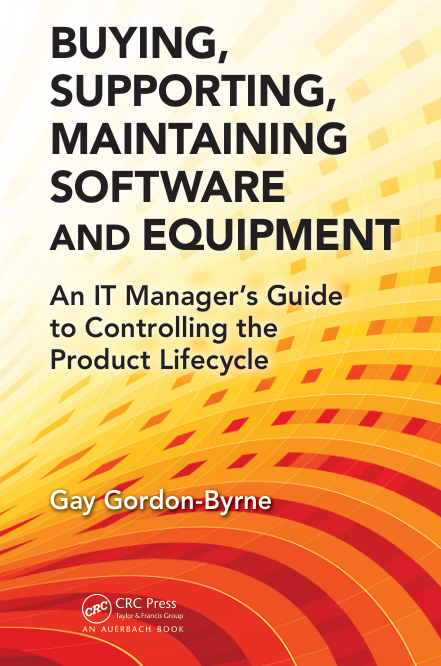 BUYING,
SUPPORTING,
MAINTAINING
SOFTWARE
AND EQUIPMENT
An IT Manager's Guide
to Controlling the
Product Lifecycle
Gay Gordon-Byrne
CRC CRC Press
Taylor & Francis Group
AN AUERBACH BOOK